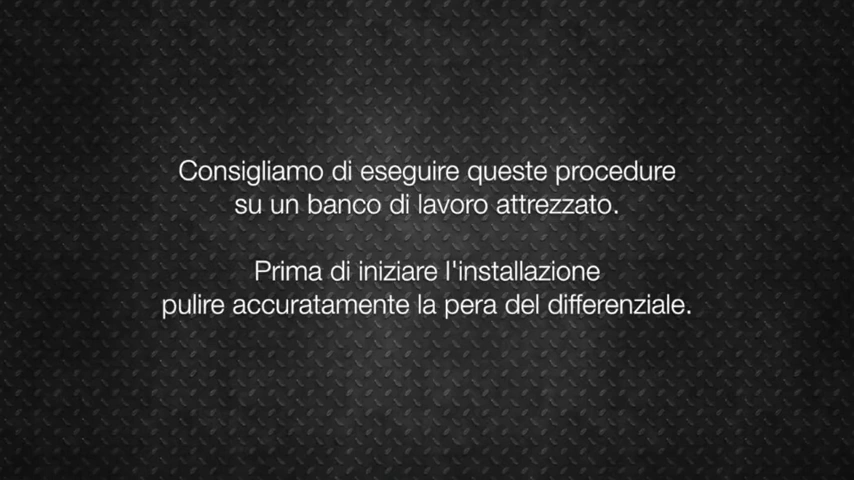 Consigliamo di eseguire queste procedure
su un banco di lavoro attrezzato.
Prima di iniziare l'installazione
pulire accuratamente la pera del differenziale.